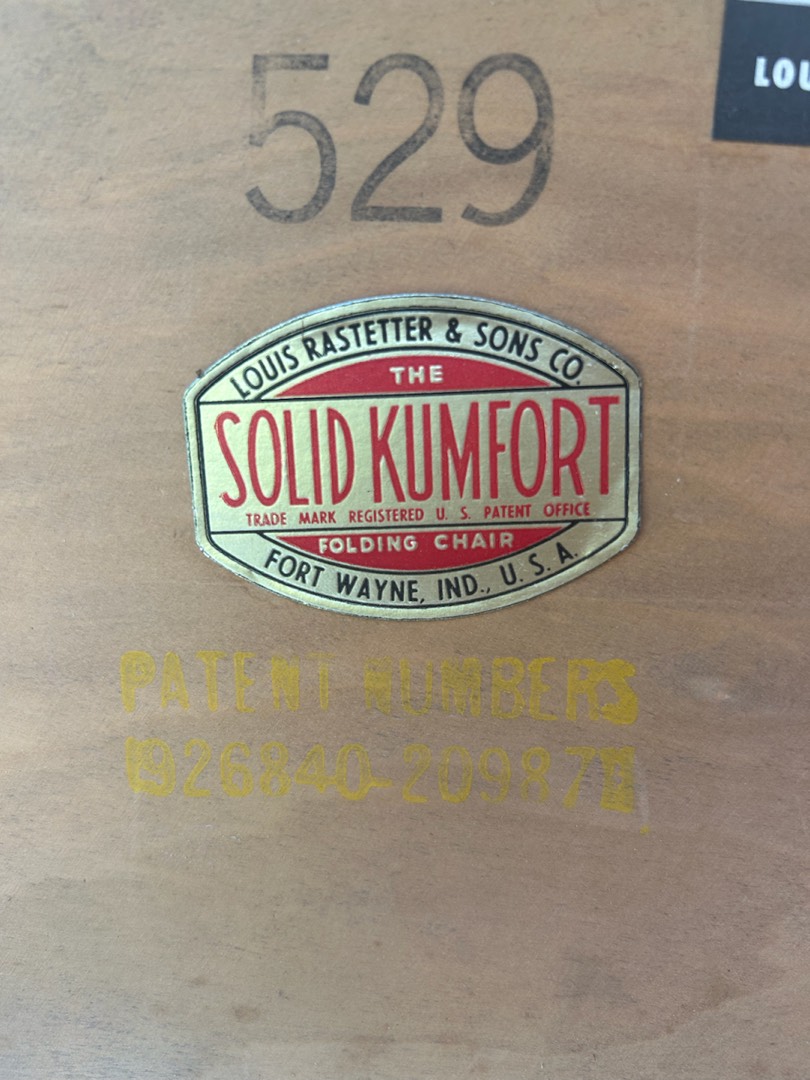 529
LOU
LOUIS RASTETTER & SONS CO.
THE
SOLID KUMFORT
TRADE MARK REGISTERED U. S. PATENT OFFICE
FOLDING CHAIR
FORT WAYNE, IND., U. S. A.
PATENT NUMBERS